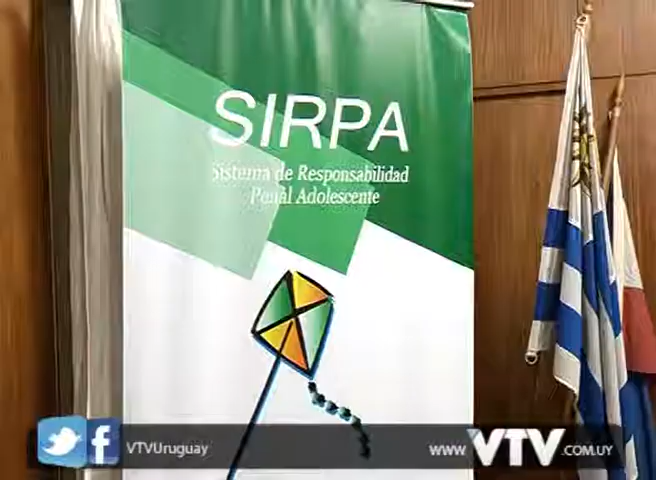 SIRPA
Sistema de Responsabilidad
Penal Adolescente
f VTVUruguay
www VTV .COM.UY